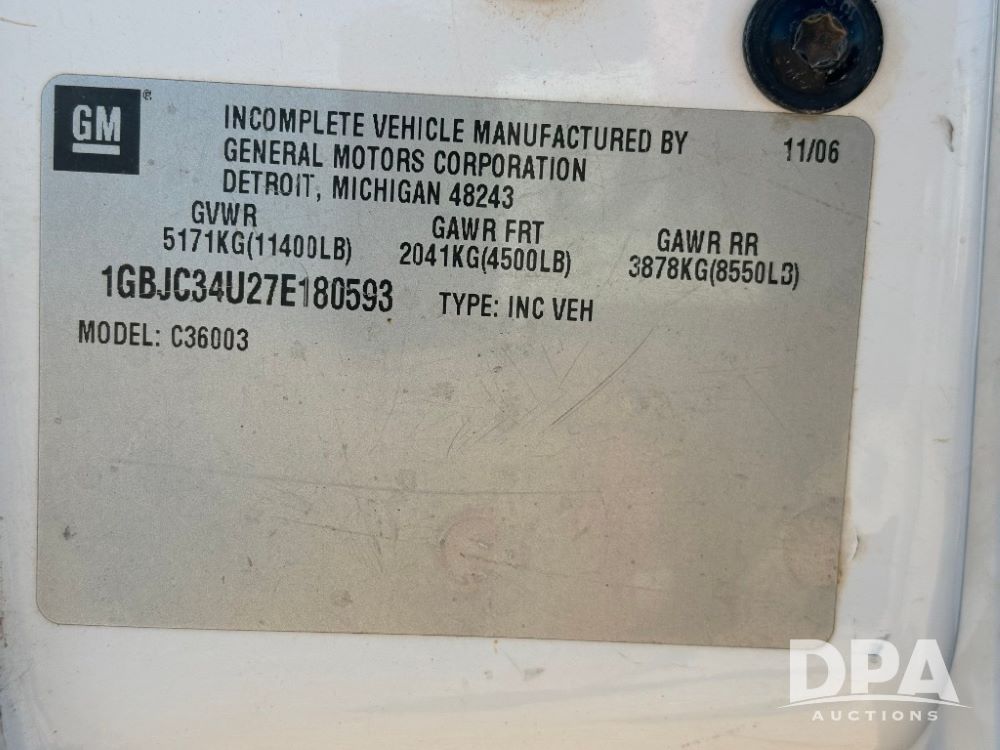 GM
®
INCOMPLETE VEHICLE MANUFACTURED BY
GENERAL MOTORS CORPORATION
DETROIT, MICHIGAN 48243
11/06
GVWR
5171KG(11400LB)
GAWR FRT
2041KG(4500LB)
GAWR RR
3878KG(8550LB)
1GBJC34U27E180593
TYPE: INC VEH
MODEL: C36003
DPA
AUCTIONS